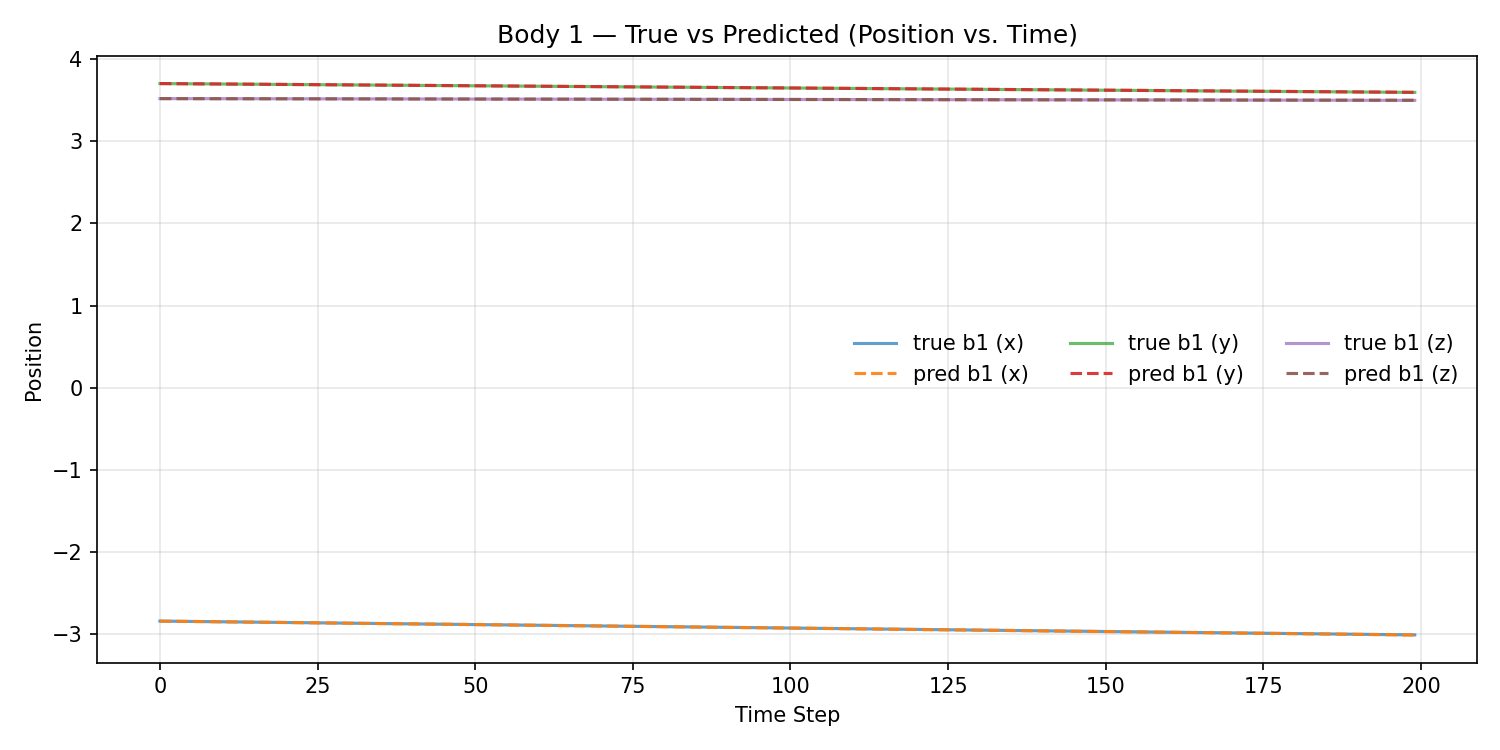 Body 1 — True vs Predicted (Position vs. Time)
4
3
2
1
0
−1
−2
−3
Position
true b1 (x) true b1 (y) true b1 (z)
pred b1 (x) pred b1 (y) pred b1 (z)
0 25 50 75 100 125 150 175 200
Time Step